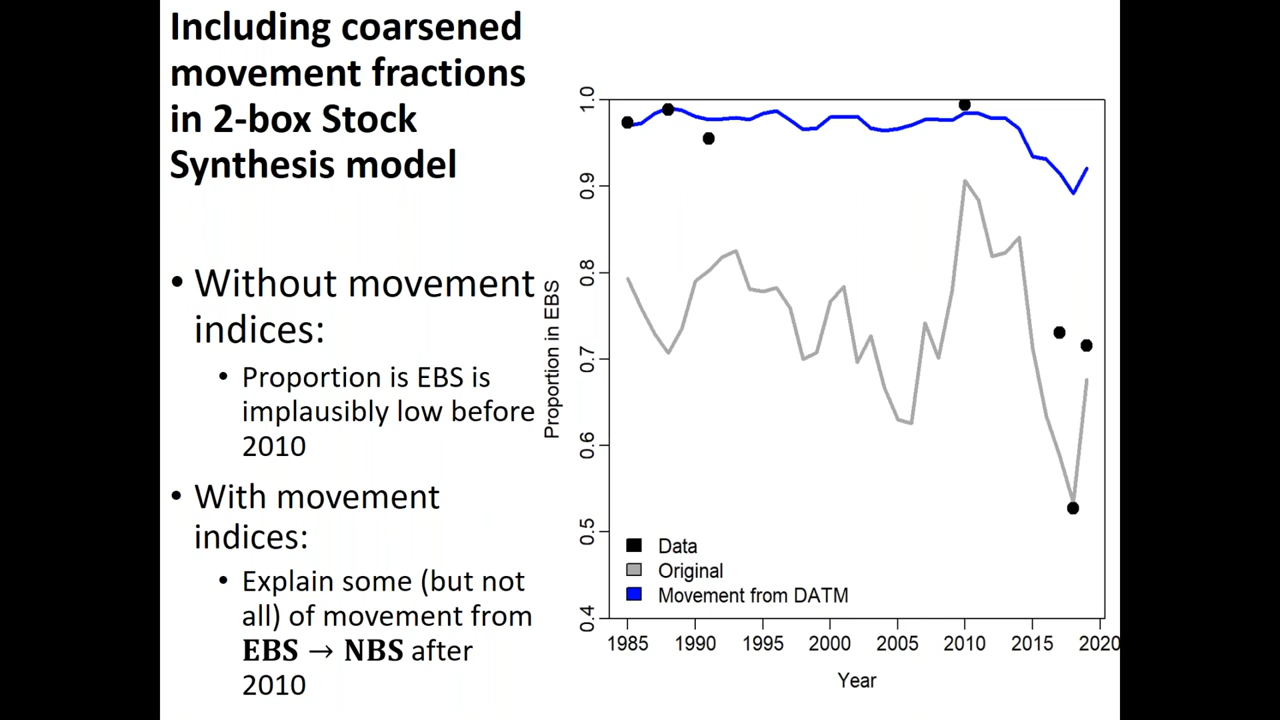 Including coarsened
movement fractions
in 2-box Stock
Synthesis model
• Without movement
indices:
• Proportion is EBS is
implausibly low before
2010
• With movement
indices:
• Explain some (but not
all) of movement from
EBS → NBS after
2010
Proportion in EBS
1.0
0.9
0.8
0.7
0.6
0.5
0.4
Data
Original
Movement from DATM
1985 1990 1995 2000 2005 2010 2015 2020
Year